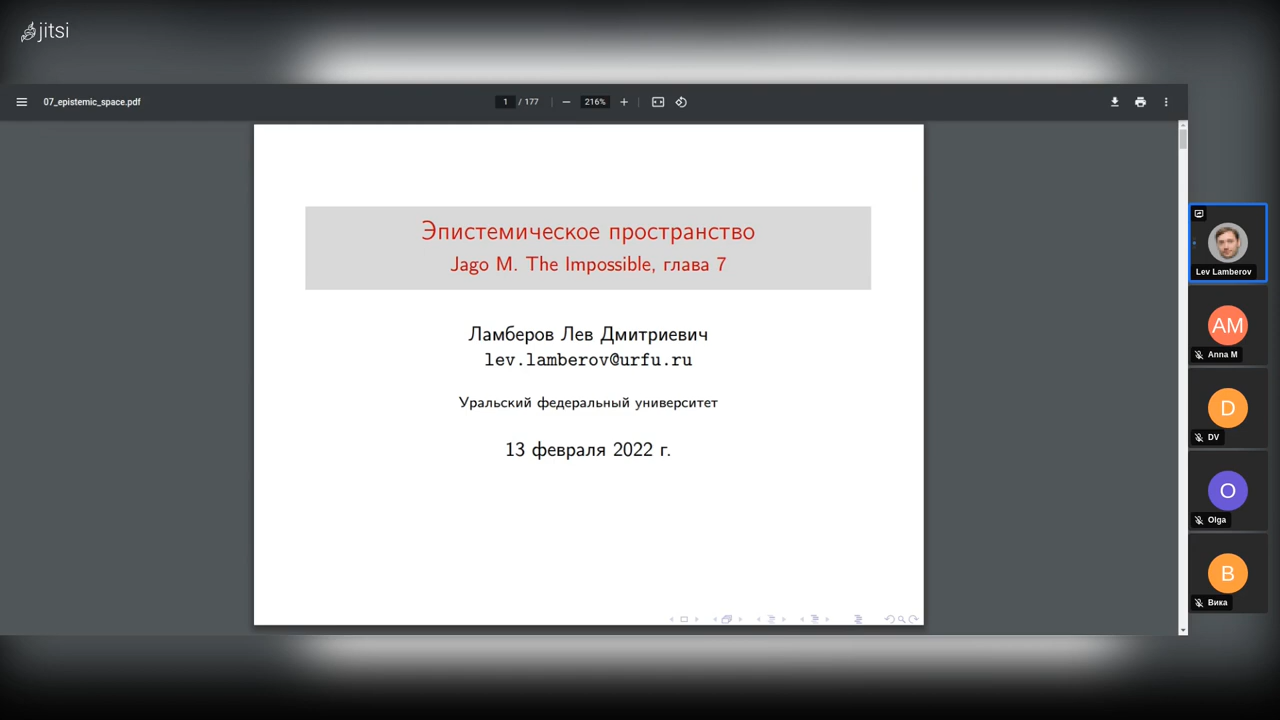 jitsi
07_epistemic_space.pdf
1 / 177
216%
Эпистемическое пространство
Jago M. The Impossible, глава 7
Ламберов Лев Дмитриевич
lev.lamberov@urfu.ru
Уральский федеральный университет
13 февраля 2022 г.
Lev Lamberov
AM
Anna M
D
DV
O
Olga
B
Вика